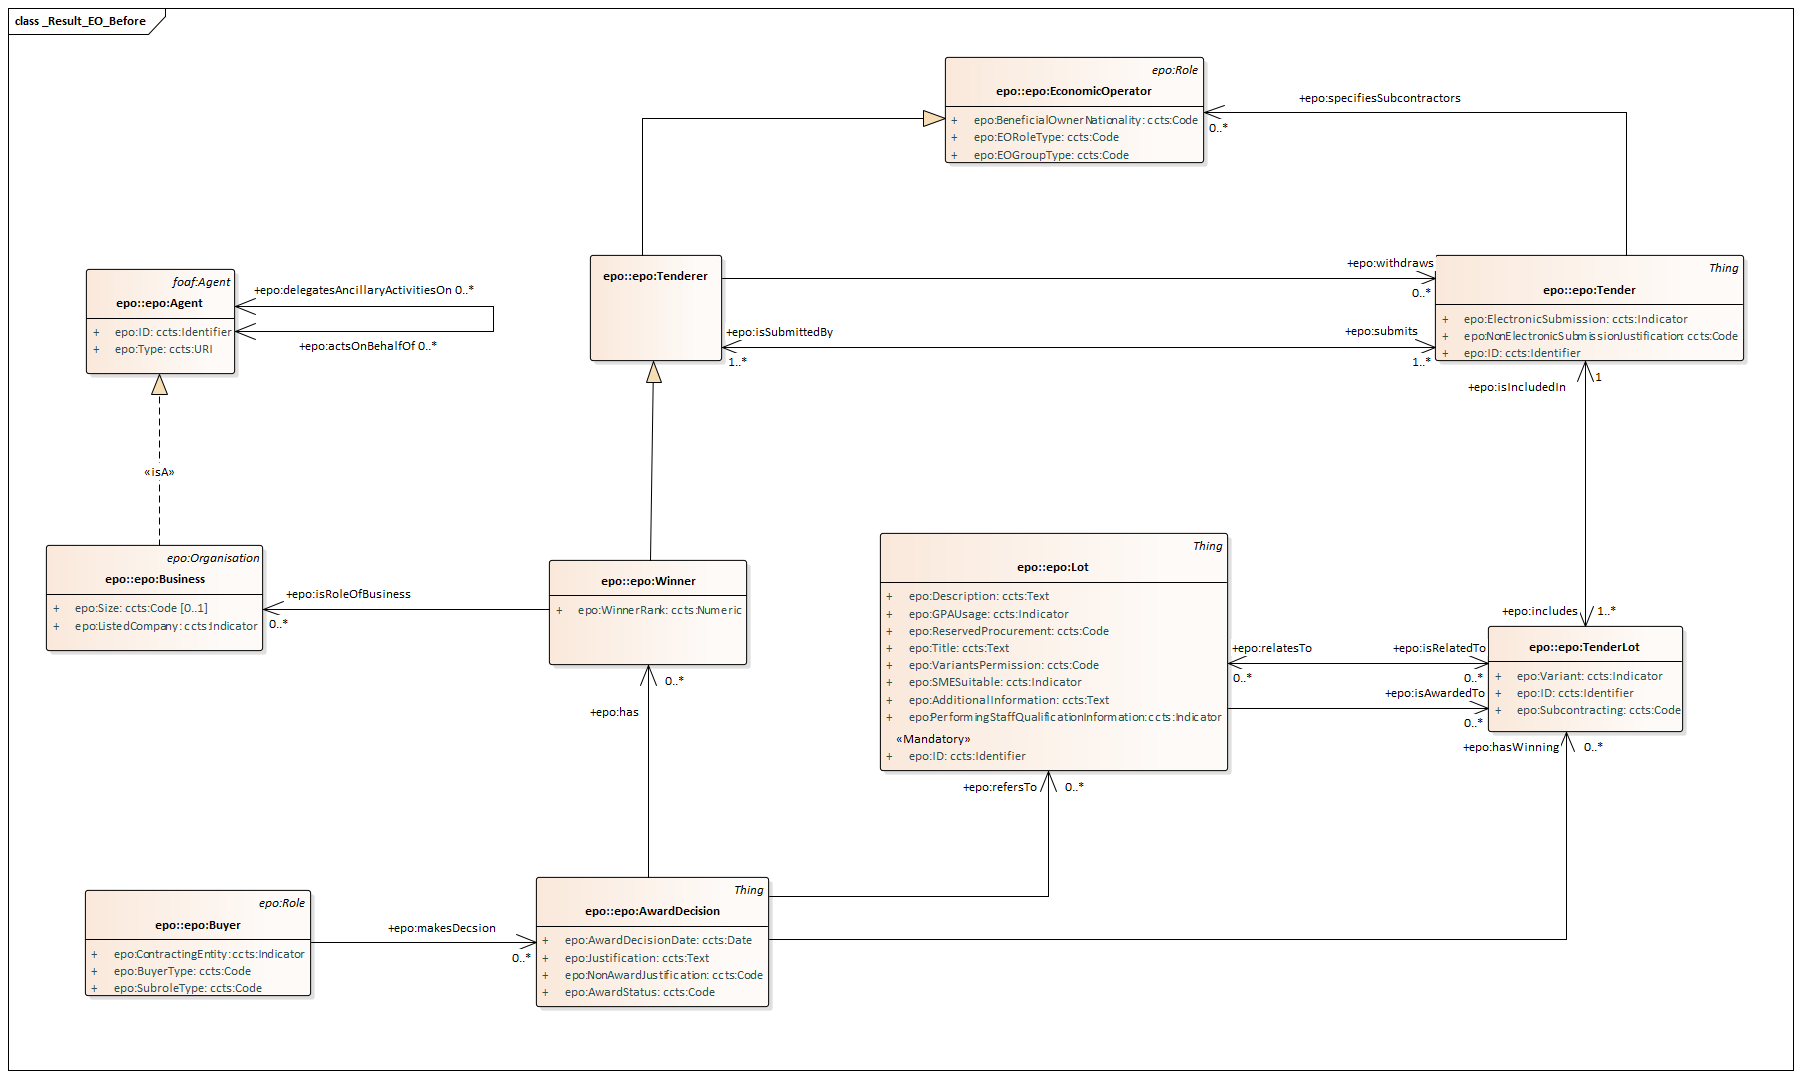 class _Result_EO_Before
epo:Role
epo::epo:EconomicOperator
+ epo:BeneficialOwnerNationality: ccts:Code
+ epo:EORoleType: ccts:Code
+ epo:EOGroupType: ccts:Code
+epo:specifiesSubcontractors
0..*
foaf:Agent
epo::epo:Agent
+ epo:ID: ccts:Identifier
+ epo:Type: ccts:URI
+epo:delegatesAncillaryActivitiesOn 0..*
+epo:actsOnBehalfOf 0..*
epo::epo:Tenderer
+epo:withdraws
0..*
+epo:isSubmittedBy
1..*
+epo:submits
1..*
Thing
epo::epo:Tender
+ epo:ElectronicSubmission: ccts:Indicator
+ epo:NonElectronicSubmissionJustification: ccts:Code
+ epo:ID: ccts:Identifier
+epo:isIncludedIn
1
«isA»
epo:Organisation
epo::epo:Business
+ epo:Size: ccts:Code [0..1]
+ epo:ListedCompany: ccts:Indicator
+epo:isRoleOfBusiness
0..*
epo::epo:Winner
+ epo:WinnerRank: ccts:Numeric
Thing
epo::epo:Lot
+ epo:Description: ccts:Text
+ epo:GPAUsage: ccts:Indicator
+ epo:ReservedProcurement: ccts:Code
+ epo:Title: ccts:Text
+ epo:VariantsPermission: ccts:Code
+ epo:SMESuitable: ccts:Indicator
+ epo:AdditionalInformation: ccts:Text
+ epo:PerformingStaffQualificationInformation: ccts:Indicator
«Mandatory»
+ epo:ID: ccts:Identifier
+epo:includes
1..*
epo::epo:TenderLot
+ epo:Variant: ccts:Indicator
+ epo:ID: ccts:Identifier
+ epo:Subcontracting: ccts:Code
+epo:relatesTo
0..*
+epo:isRelatedTo
0..*
+epo:isAwardedTo
0..*
+epo:hasWinning
0..*
+epo:has
0..*
+epo:refersTo
0..*
epo:Role
epo::epo:Buyer
+ epo:ContractingEntity: ccts:Indicator
+ epo:BuyerType: ccts:Code
+ epo:SubroleType: ccts:Code
+epo:makesDecsion
0..*
Thing
epo::epo:AwardDecision
+ epo:AwardDecisionDate: ccts:Date
+ epo:Justification: ccts:Text
+ epo:NonAwardJustification: ccts:Code
+ epo:AwardStatus: ccts:Code